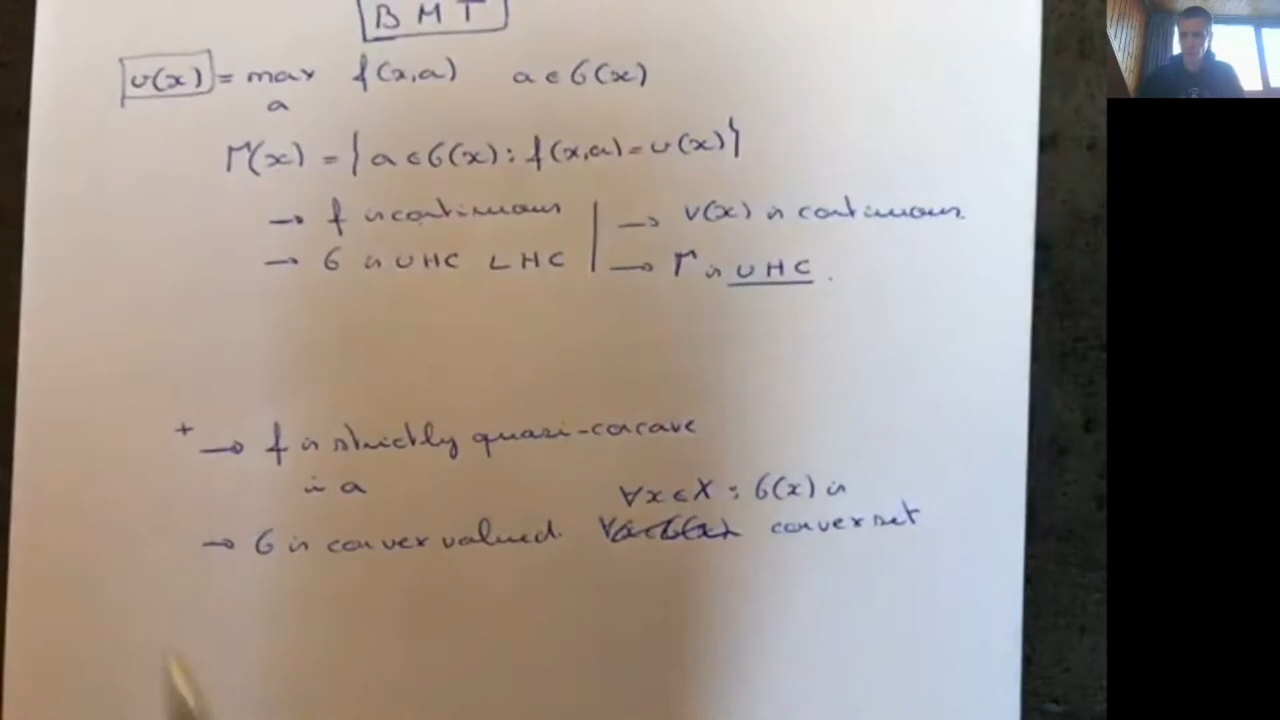 BMT
v(x) = max f(x,a) a ∈ G(x)
a
Γ(x) = { a ∈ G(x) : f(x,a) = v(x) }
→ f is continuous → v(x) is continuous.
→ G is UHC LHC → Γ is UHC.
+ → f is strictly quasi-concave
in a
∀x ∈ X : G(x) is
→ G is convex valued. convex set